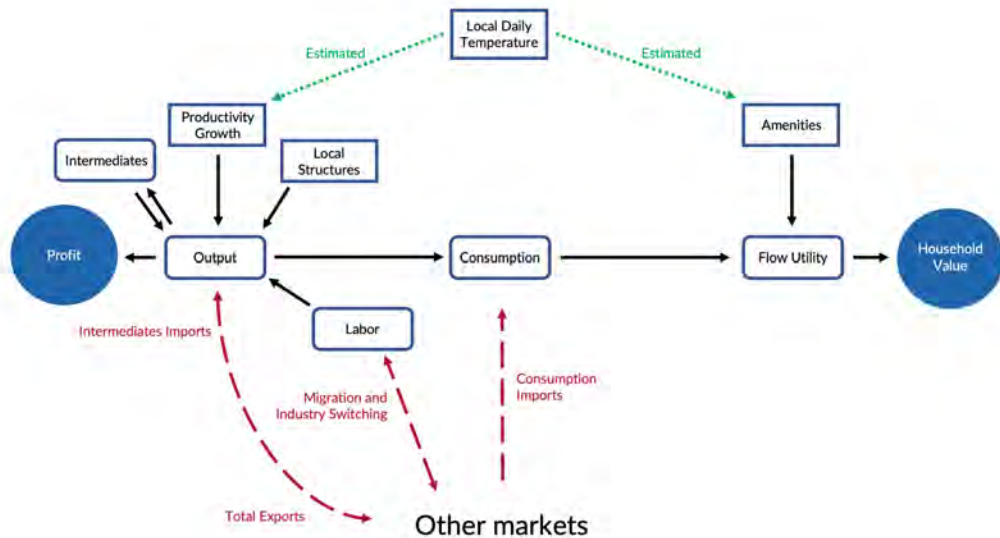 Local Daily
Temperature
Estimated
Estimated
Productivity
Growth
Amenities
Intermediates
Local
Structures
Profit
Output
Consumption
Flow Utility
Household
Value
Labor
Intermediates Imports
Migration and
Industry Switching
Consumption
Imports
Total Exports
Other markets